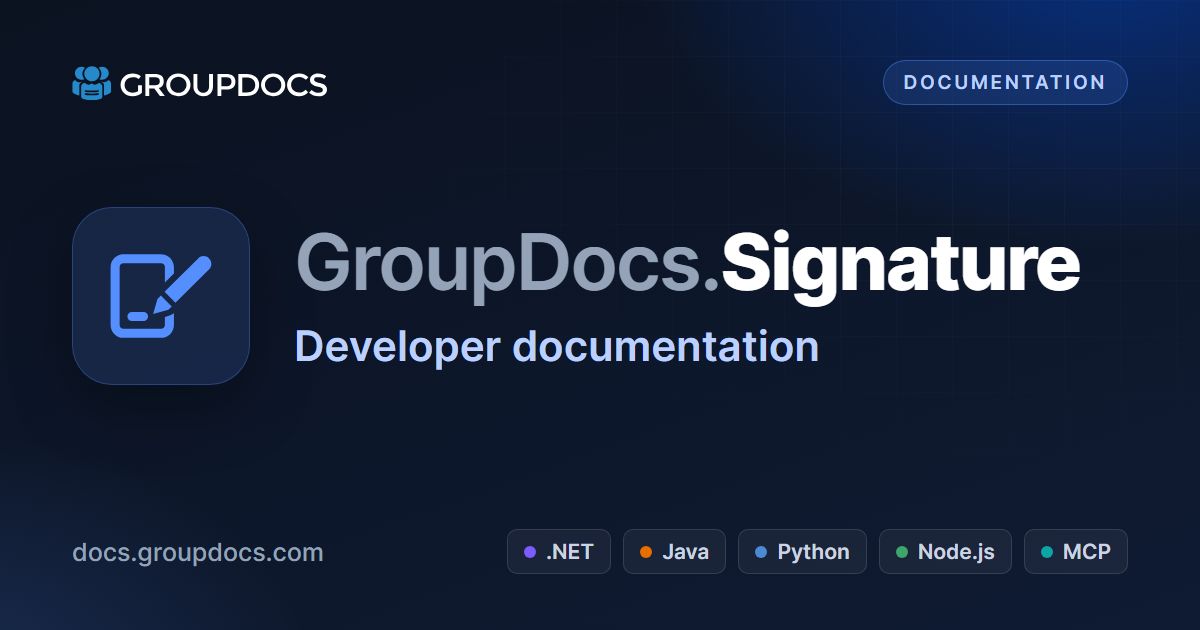 GROUPDOCS
DOCUMENTATION
GroupDocs.Signature
Developer documentation
docs.groupdocs.com
.NET
Java
Python
Node.js
MCP